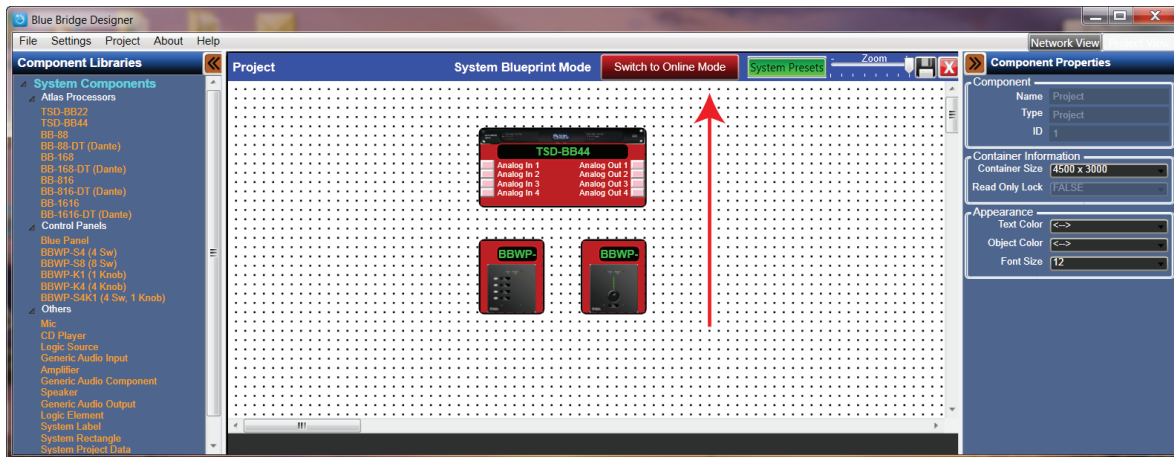 Blue Bridge Designer
File Settings Project About Help
Network View
Component Libraries
System Components
Atlas Processors
TSD-BB22
TSD-BB44
BB-88
BB-88-DT (Dante)
BB-168
BB-168-DT (Dante)
BB-816
BB-816-DT (Dante)
BB-1616
BB-1616-DT (Dante)
Control Panels
Blue Panel
BBWP-S4 (4 Sw)
BBWP-S8 (8 Sw)
BBWP-K1 (1 Knob)
BBWP-K4 (4 Knob)
BBWP-S4K1 (4 Sw, 1 Knob)
Others
Mic
CD Player
Logic Source
Generic Audio Input
Amplifier
Generic Audio Component
Speaker
Generic Audio Output
Logic Element
System Label
System Rectangle
System Project Data
Project System Blueprint Mode Switch to Online Mode System Presets - Zoom
TSD-BB44
Analog In 1 Analog Out 1
Analog In 2 Analog Out 2
Analog In 3 Analog Out 3
Analog In 4 Analog Out 4
BBWP- BBWP-
Component Properties
Component
Name Project
Type Project
ID 1
Container Information
Container Size 4500 x 3000
Read Only Lock FALSE
Appearance
Text Color <-->
Object Color <-->
Font Size 12